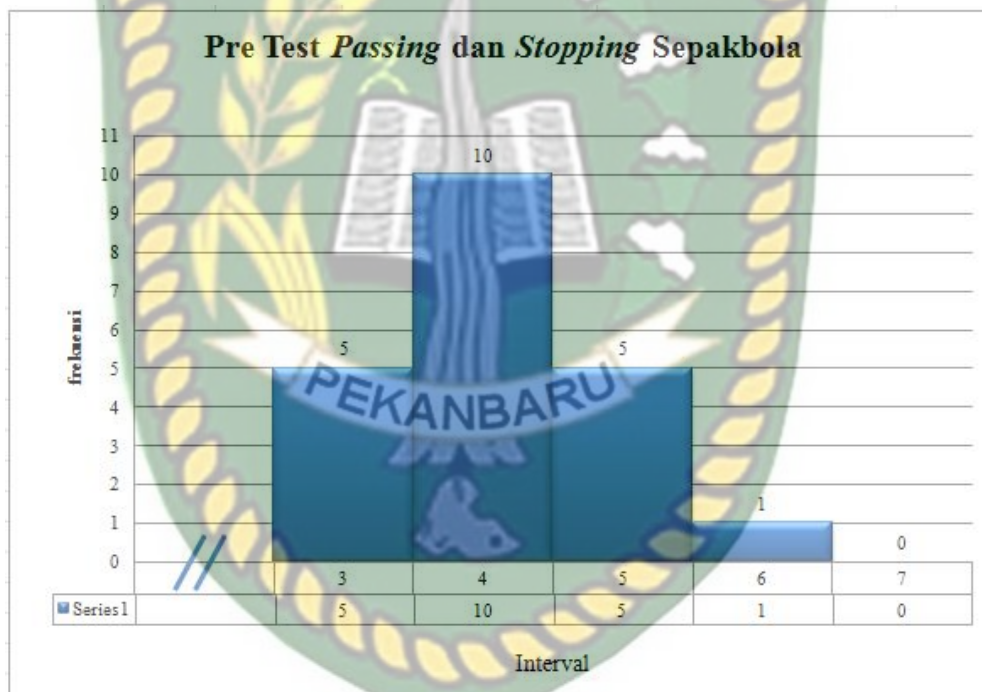 Pre Test Passing dan Stopping Sepakbola
11
10
9
8
7
6
5
4
3
2
1
0
frekuensi
5
10
5
1
0
PEKANBARU
3 4 5 6 7
Series1 5 10 5 1 0
Interval